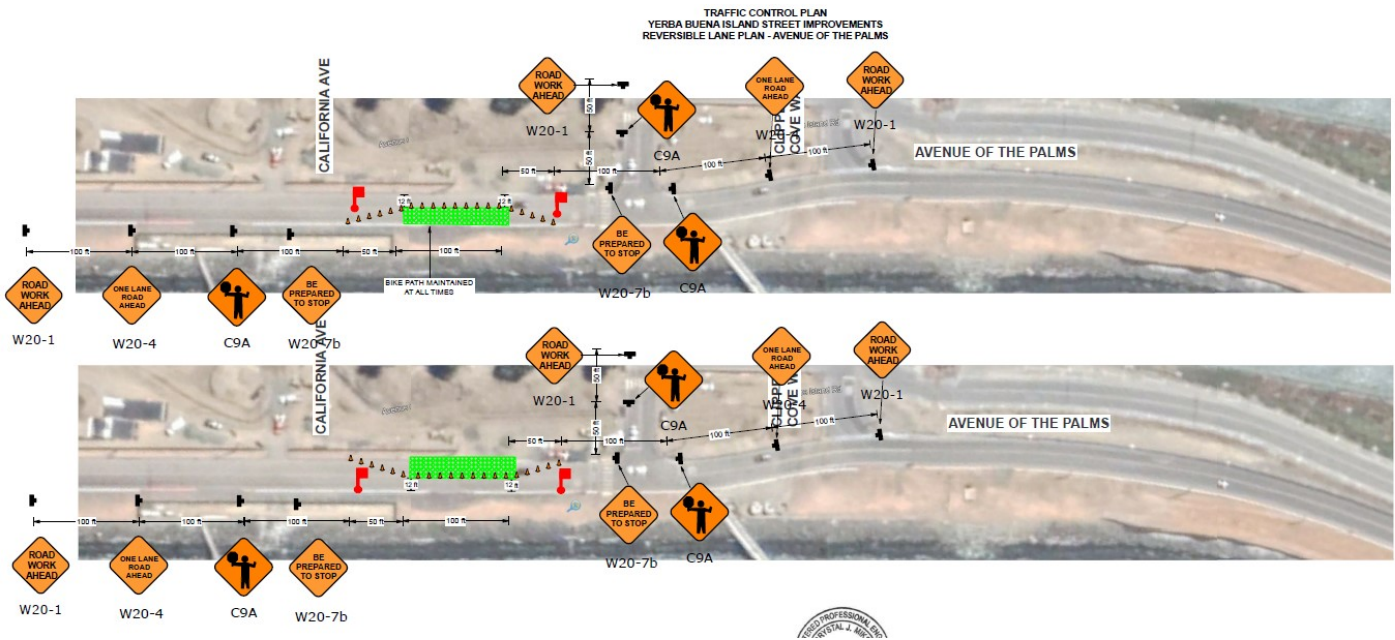 TRAFFIC CONTROL PLAN
YERBA BUENA ISLAND STREET IMPROVEMENTS
REVERSIBLE LANE PLAN - AVENUE OF THE PALMS
ROAD
WORK
AHEAD
W20-1
50 ft
50 ft
C9A
ONE LANE
ROAD
AHEAD
CLIPP
COVE WA
ROAD
WORK
AHEAD
W20-1
CALIFORNIA AVE
AVENUE OF THE PALMS
50 ft
100 ft
100 ft
100 ft
12 ft
12 ft
100 ft
100 ft
100 ft
50 ft
100 ft
BIKE PATH MAINTAINED
AT ALL TIMES
ROAD
WORK
AHEAD
W20-1
ONE LANE
ROAD
AHEAD
W20-4
C9A
BE
PREPARED
TO STOP
W20-7b
BE
PREPARED
TO STOP
W20-7b
C9A
ROAD
WORK
AHEAD
W20-1
50 ft
50 ft
C9A
ONE LANE
ROAD
AHEAD
CLIPPE
COVE W
W20-4
ROAD
WORK
AHEAD
W20-1
CALIFORNIA AVE
AVENUE OF THE PALMS
50 ft
100 ft
100 ft
100 ft
12 ft
12 ft
100 ft
100 ft
100 ft
50 ft
100 ft
ROAD
WORK
AHEAD
W20-1
ONE LANE
ROAD
AHEAD
W20-4
C9A
BE
PREPARED
TO STOP
W20-7b
BE
PREPARED
TO STOP
W20-7b
C9A